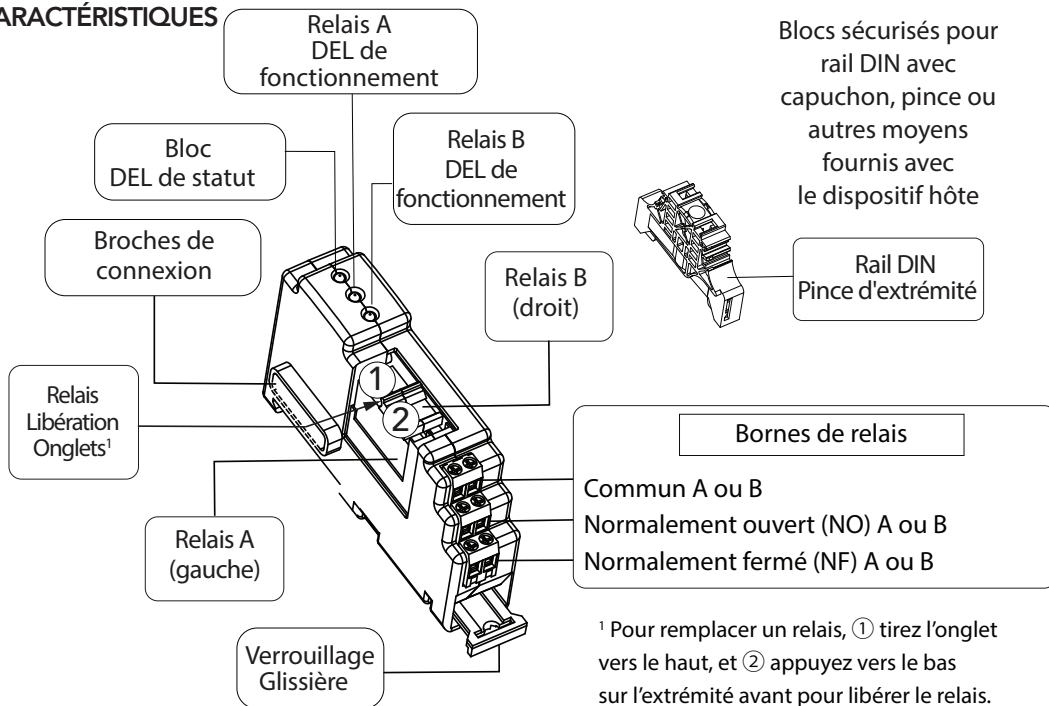 ARACTÉRISTIQUES
Relais A
DEL de
fonctionnement
Blocs sécurisés pour
rail DIN avec
capuchon, pince ou
autres moyens
fournis avec
le dispositif hôte
Bloc
DEL de statut
Relais B
DEL de
fonctionnement
Broches de
connexion
Relais B
(droit)
Rail DIN
Pince d'extrémité
1
2
Relais
Libération
Onglets¹
Bornes de relais
Commun A ou B
Normalement ouvert (NO) A ou B
Normalement fermé (NF) A ou B
Relais A
(gauche)
Verrouillage
Glissière
¹ Pour remplacer un relais, ① tirez l’onglet
vers le haut, et ② appuyez vers le bas
sur l’extrémité avant pour libérer le relais.